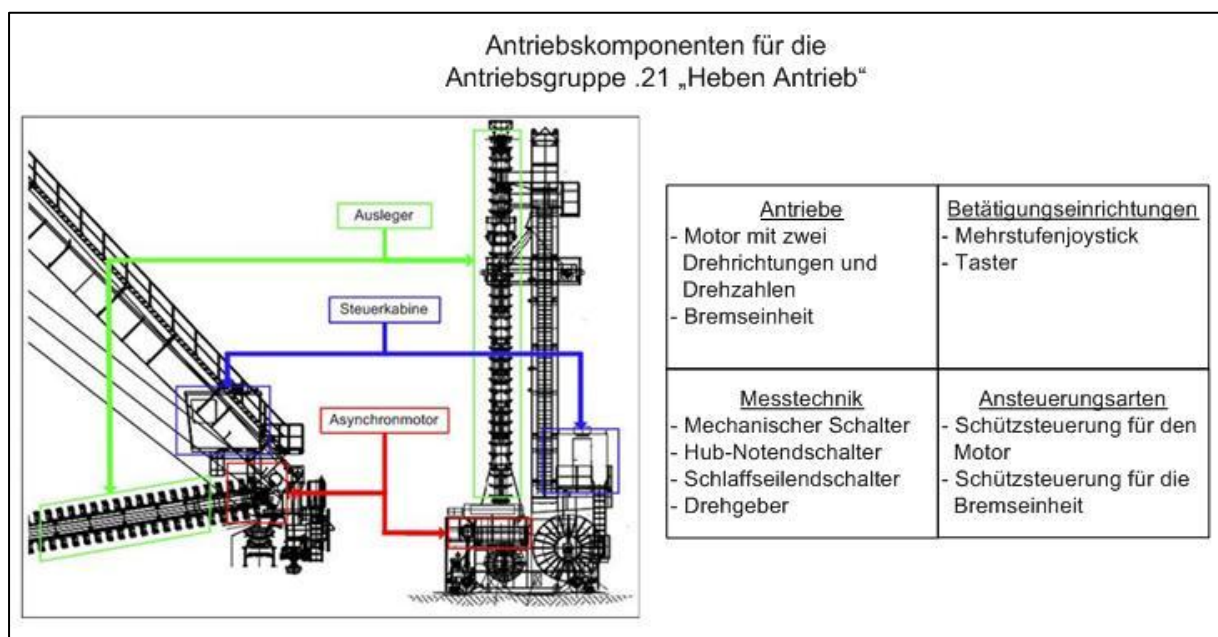 Antriebskomponenten für die
Antriebsgruppe .21 „Heben Antrieb“
Ausleger
Steuerkabine
Asynchronmotor
Antriebe
- Motor mit zwei
Drehrichtungen und
Drehzahlen
- Bremseinheit
Betätigungseinrichtungen
- Mehrstufenjoystick
- Taster
Messtechnik
- Mechanischer Schalter
- Hub-Notendschalter
- Schlaffseilendschalter
- Drehgeber
Ansteuerungsarten
- Schützsteuerung für den
Motor
- Schützsteuerung für die
Bremseinheit